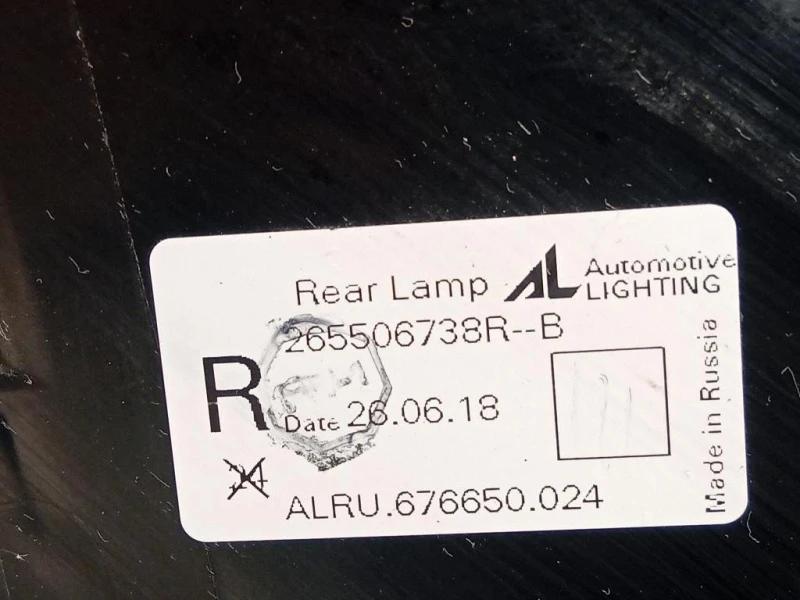 Rear Lamp AL Automotive LIGHTING
265506738R--B
R
Date 26.06.18
ALRU.676650.024
Made in Russia